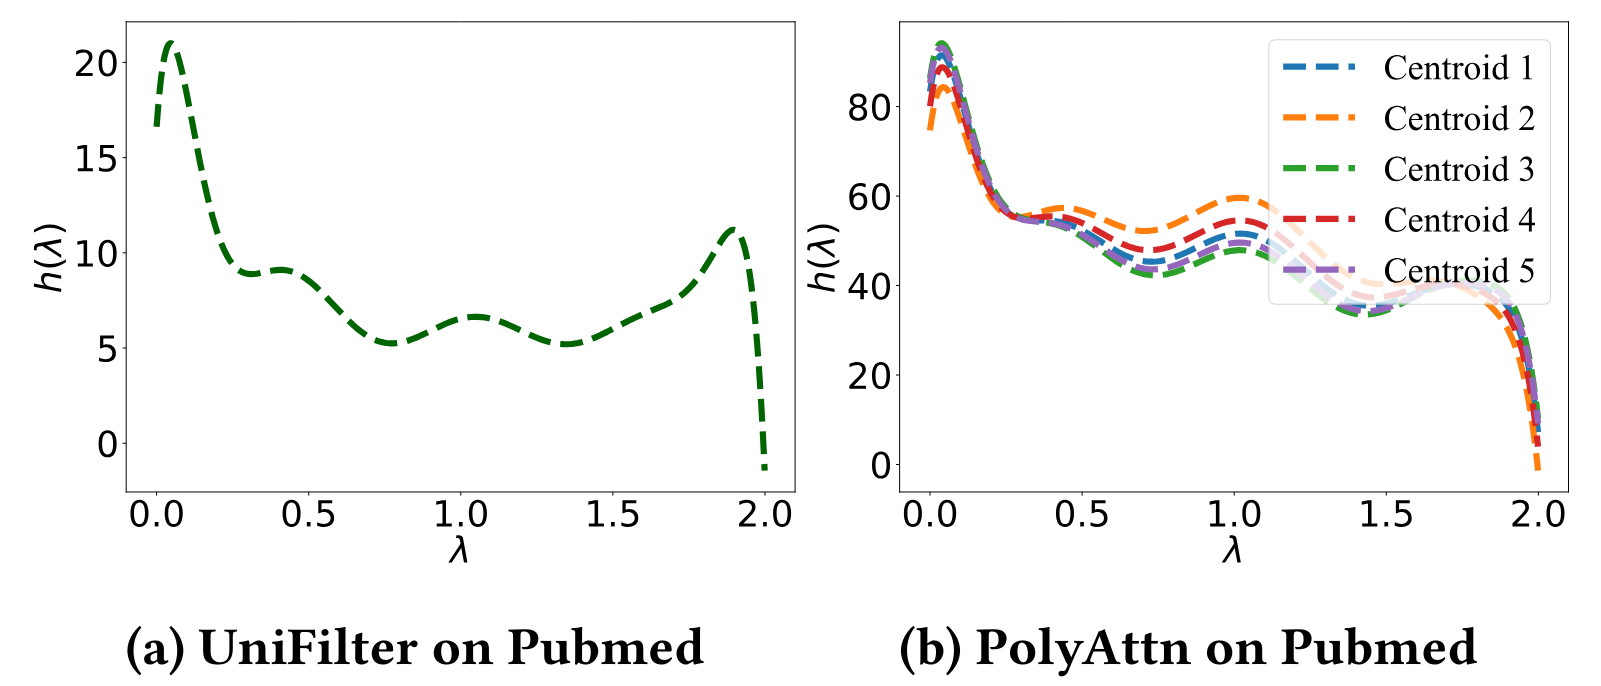 20
15
10
5
0
h(λ)
0.0 0.5 1.0 1.5 2.0
λ
(a) UniFilter on Pubmed
80
60
40
20
0
h(λ)
Centroid 1
Centroid 2
Centroid 3
Centroid 4
Centroid 5
0.0 0.5 1.0 1.5 2.0
λ
(b) PolyAttn on Pubmed